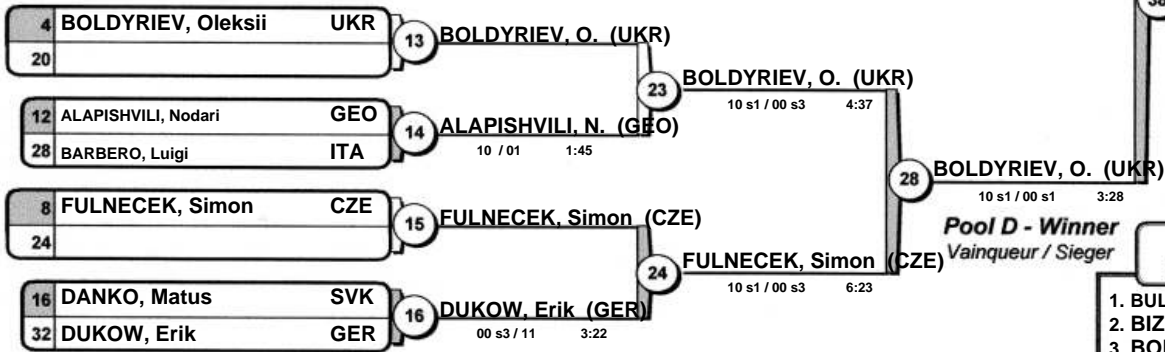 4 BOLDYRIEV, Oleksii UKR
20
13 BOLDYRIEV, O. (UKR)
12 ALAPISHVILI, Nodari GEO
28 BARBERO, Luigi ITA
14 ALAPISHVILI, N. (GEO)
10 / 01 1:45
23 BOLDYRIEV, O. (UKR)
10 s1 / 00 s3 4:37
8 FULNECEK, Simon CZE
24
15 FULNECEK, Simon (CZE)
16 DANKO, Matus SVK
32 DUKOW, Erik GER
16 DUKOW, Erik (GER)
00 s3 / 11 3:22
24 FULNECEK, Simon (CZE)
10 s1 / 00 s3 6:23
28 BOLDYRIEV, O. (UKR)
10 s1 / 00 s1 3:28
Pool D - Winner
Vainqueur / Sieger
1. BUL
2. BIZ